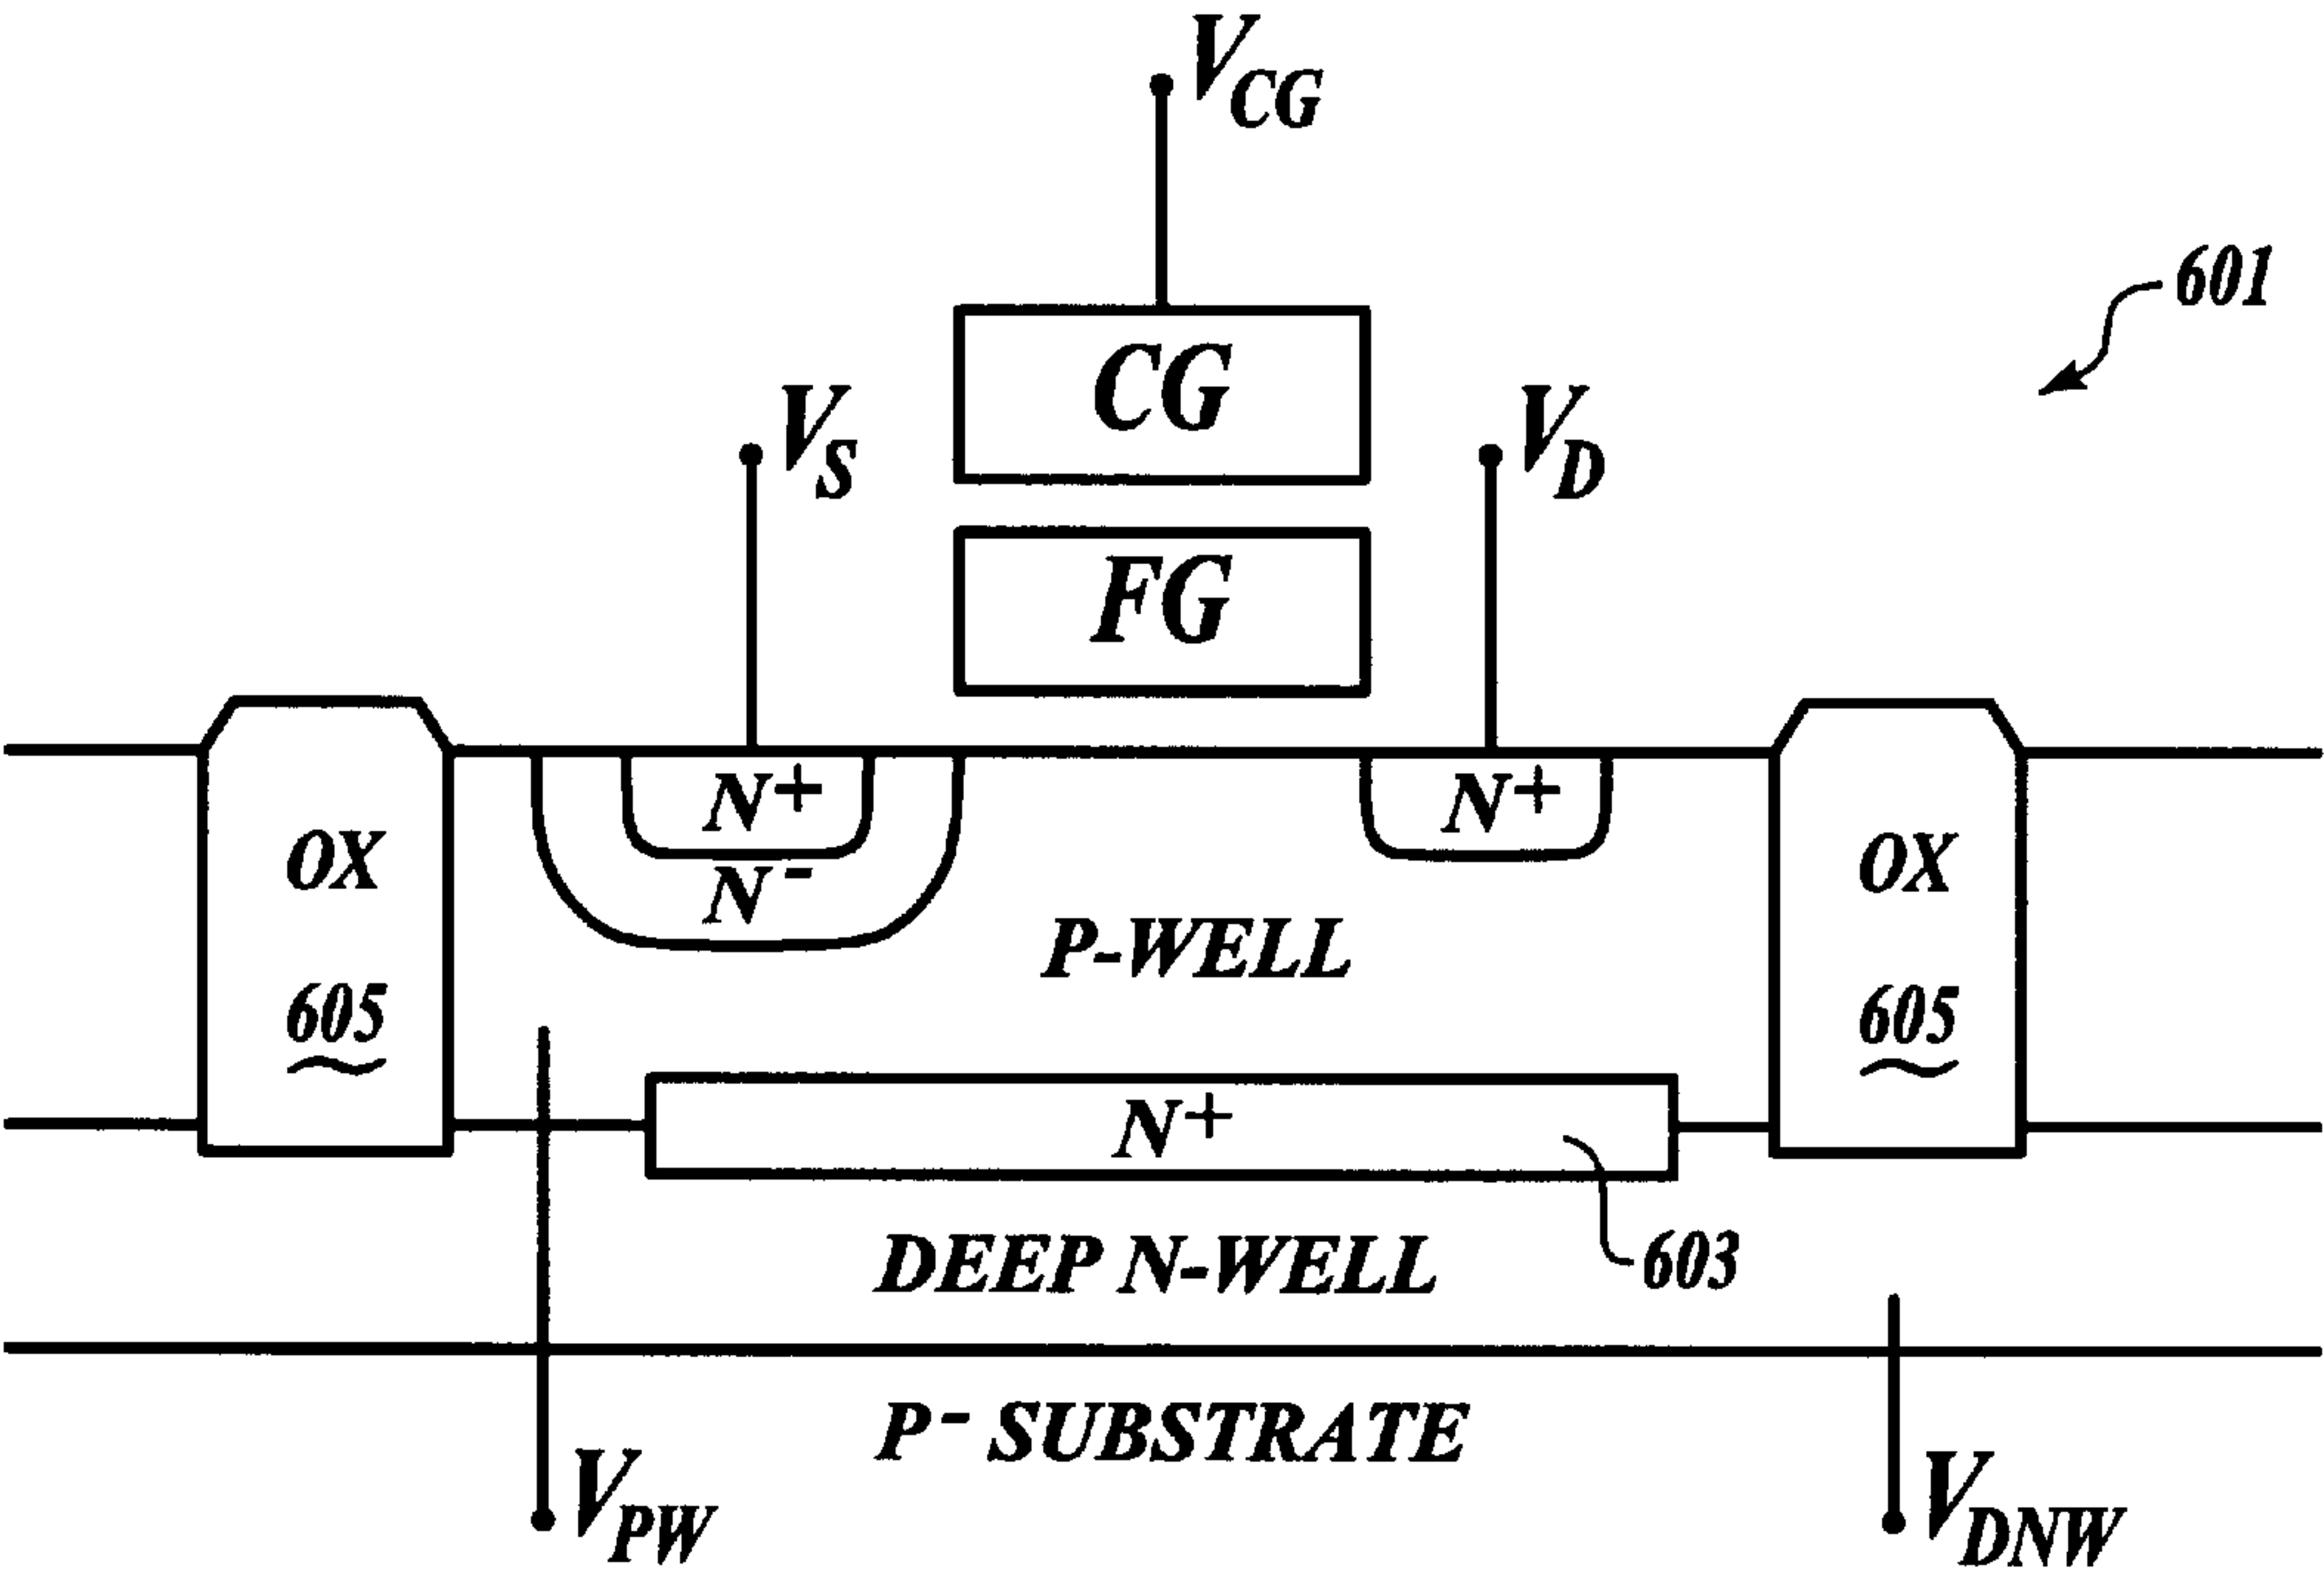 V_CG
601
CG
V_S
V_D
FG
N+
N+
OX
N-
OX
P-WELL
605
605
N+
DEEP N-WELL
603
P- SUBSTRATE
V_PW
V_DNW